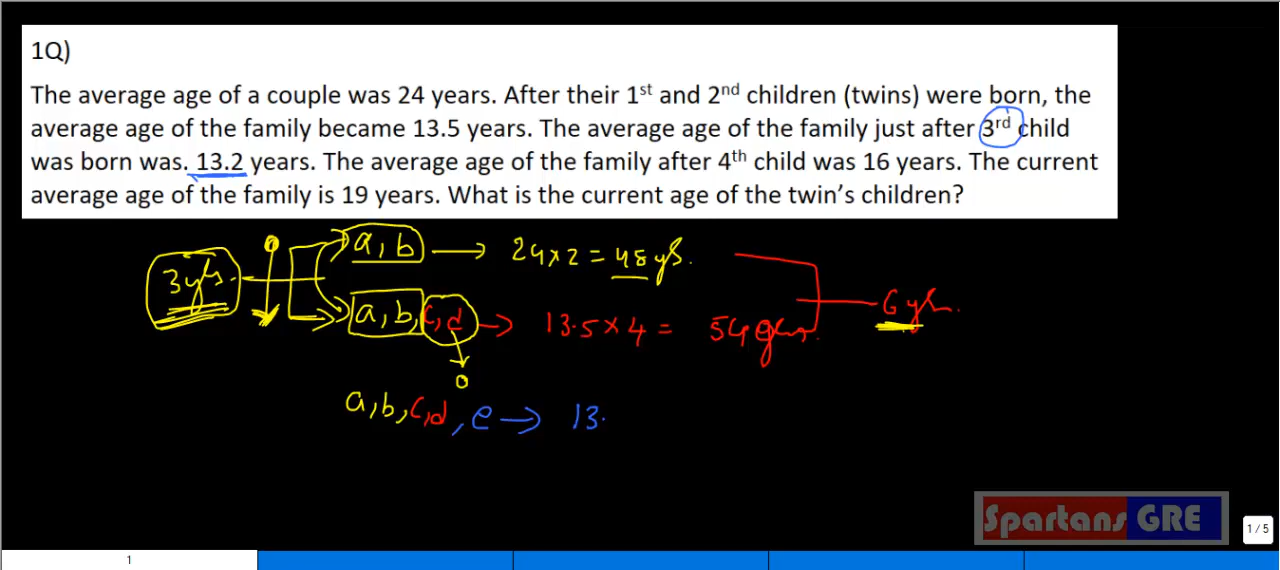 1Q)
The average age of a couple was 24 years. After their 1st and 2nd children (twins) were born, the
average age of the family became 13.5 years. The average age of the family just after 3rd child
was born was. 13.2 years. The average age of the family after 4th child was 16 years. The current
average age of the family is 19 years. What is the current age of the twin's children?
a, b → 24 x 2 = 48 yrs.
3 yrs.
6 yrs.
a, b, c, d → 13.5 x 4 = 54 yrs.
0
a, b, c, d, e → 13.
Spartans GRE
1 / 5
1